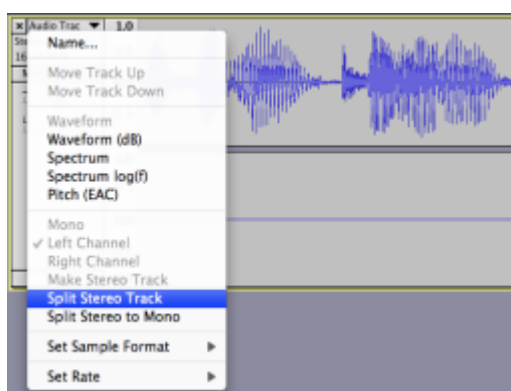 Audio Trac 1.0
Name...
Move Track Up
Move Track Down
Waveform
Waveform (dB)
Spectrum
Spectrum log(f)
Pitch (EAC)
Mono
Left Channel
Right Channel
Make Stereo Track
Split Stereo Track
Split Stereo to Mono
Set Sample Format
Set Rate